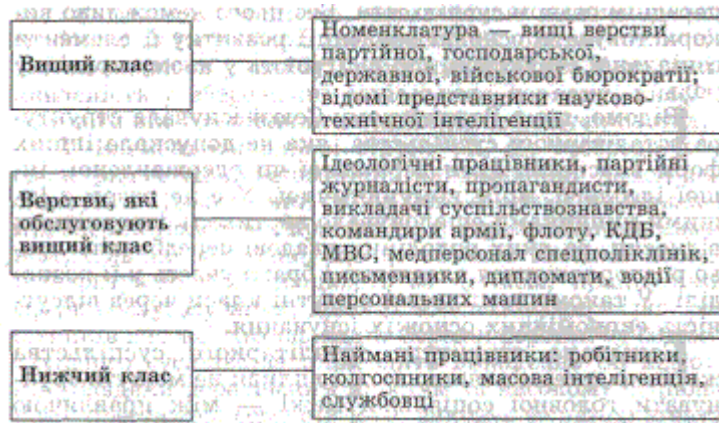 Вищий клас
Номенклатура — вищі верстви
партійної, господарської,
державної, військової бюрократії;
відомі представники науково-
технічної інтелігенції
Верстви, які
обслуговують
вищий клас
Ідеологічні працівники, партійні
журналісти, пропагандисти,
викладачі суспільствознавства,
командири армії, флоту, КДБ,
МВС, медперсонал спецполіклінік,
письменники, дипломати, водії
персональних машин
Нижчий клас
Наймані працівники: робітники,
колгоспники, масова інтелігенція,
службовці